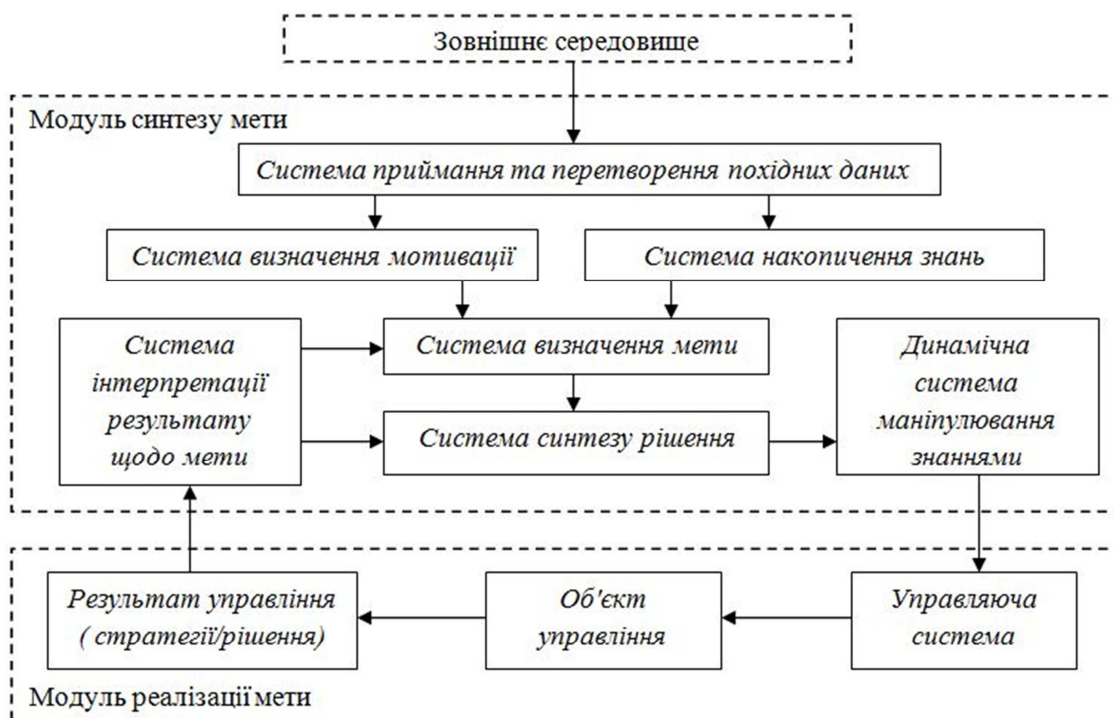 Зовнішнє середовище
Модуль синтезу мети
Система приймання та перетворення похідних даних
Система визначення мотивації
Система накопичення знань
Система
інтерпретації
результату
щодо мети
Система визначення мети
Система синтезу рішення
Динамічна
система
маніпулювання
знаннями
Результат управління
( стратегії/рішення)
Об'єкт
управління
Управляюча
система
Модуль реалізації мети